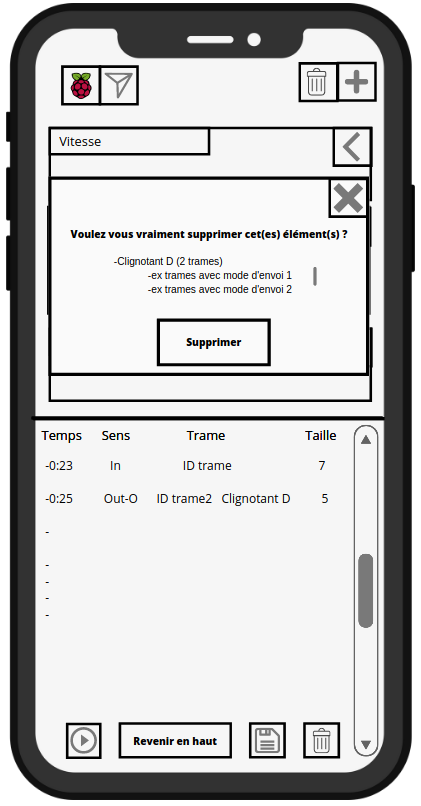 Vitesse
Voulez vous vraiment supprimer cet(es) élément(s) ?
-Clignotant D (2 trames)
-ex trames avec mode d'envoi 1
-ex trames avec mode d'envoi 2
Supprimer
Temps Sens Trame Taille
-0:23 In ID trame 7
-0:25 Out-O ID trame2 Clignotant D 5
-
-
-
-
-
Revenir en haut